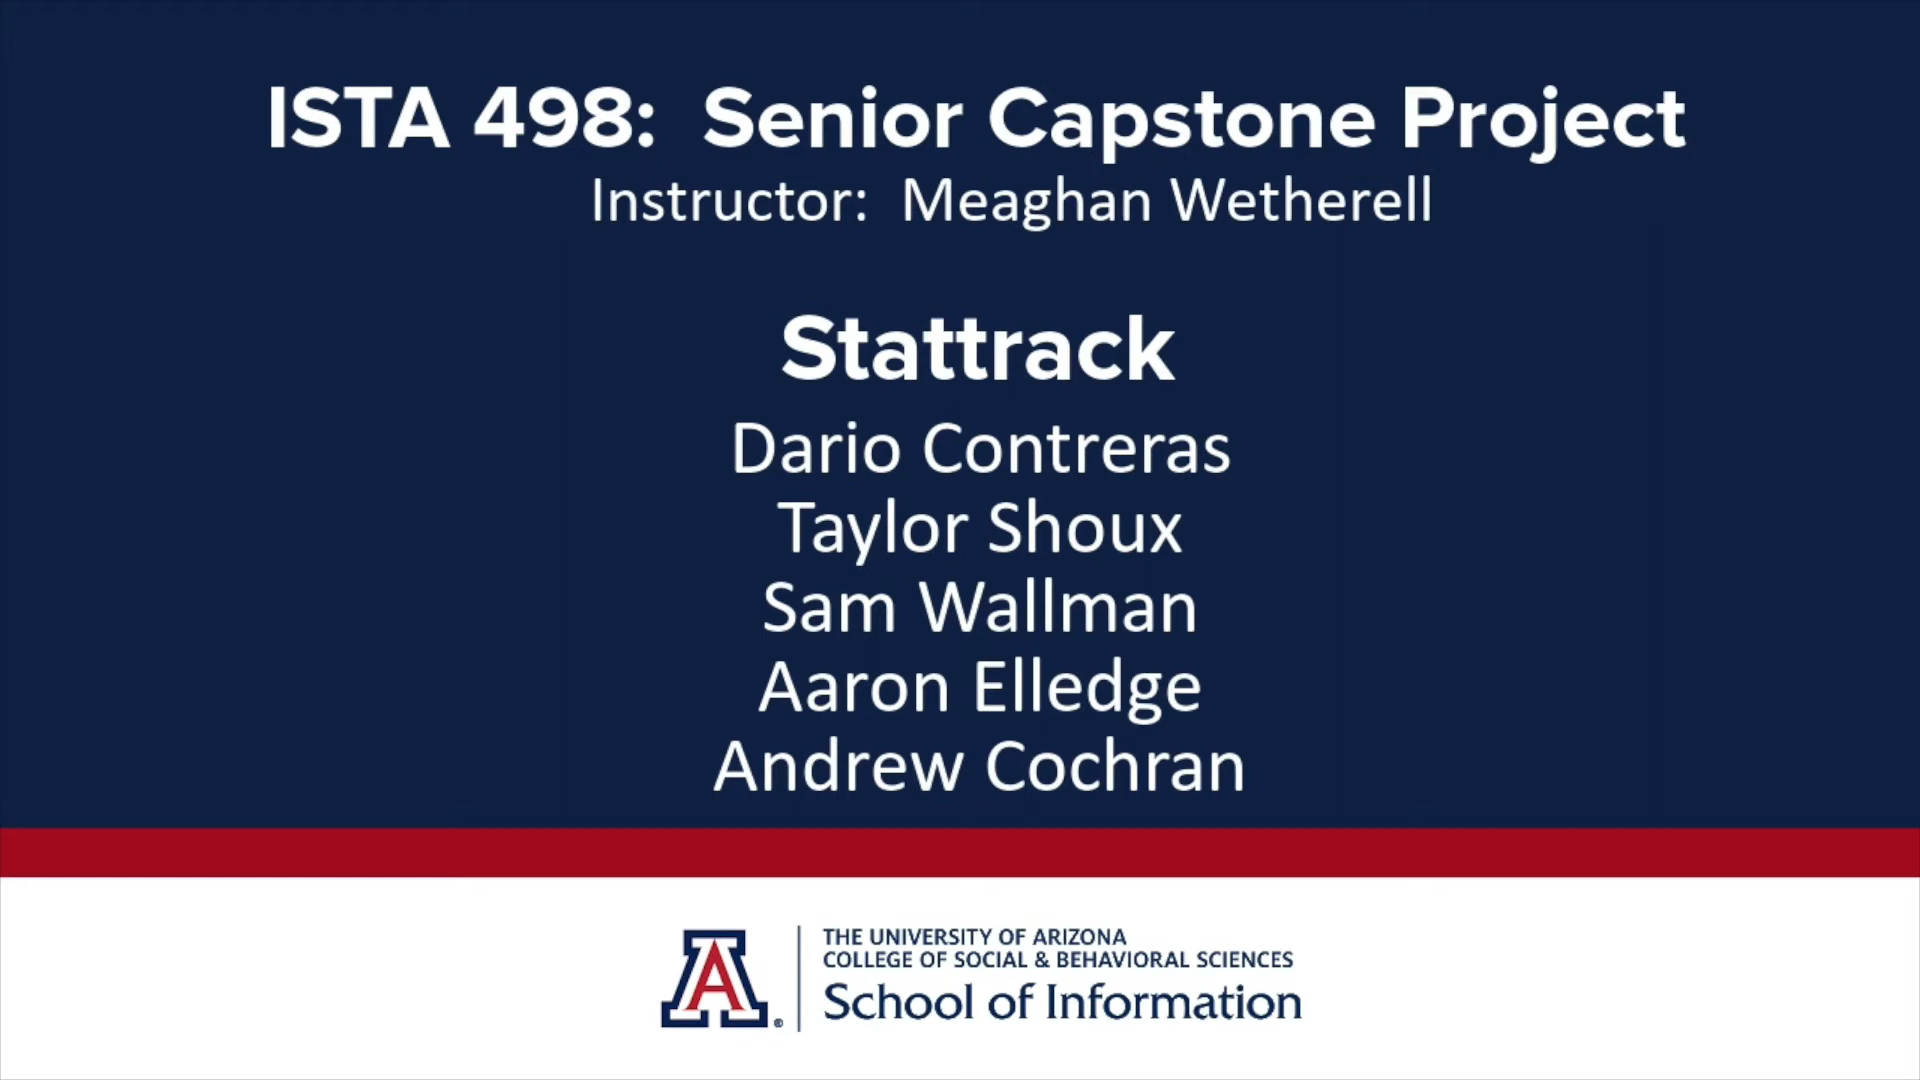 ISTA 498:  Senior Capstone Project
Instructor:  Meaghan Wetherell
Stattrack
Dario Contreras
Taylor Shoux
Sam Wallman
Aaron Elledge
Andrew Cochran
A®
THE UNIVERSITY OF ARIZONA
COLLEGE OF SOCIAL & BEHAVIORAL SCIENCES
School of Information